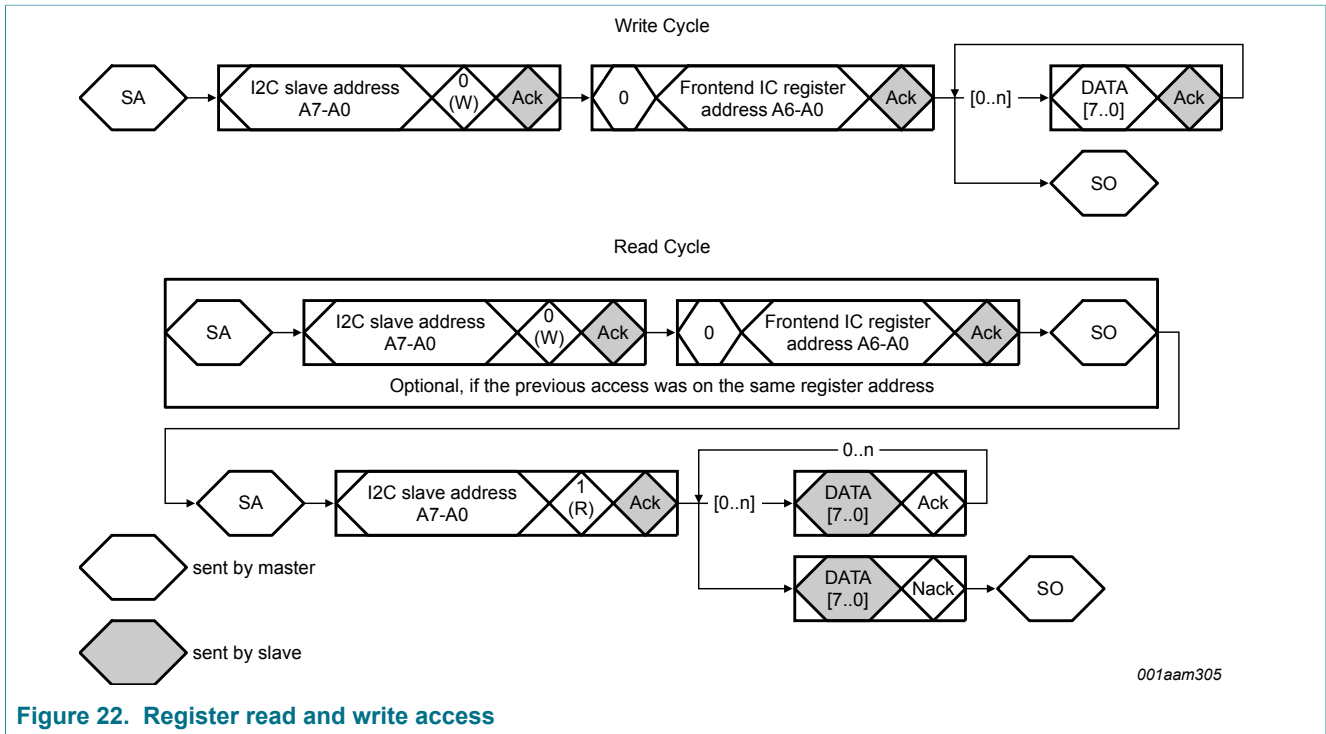 Write Cycle
SA
I2C slave address
A7-A0
0
(W)
Ack
0
Frontend IC register
address A6-A0
Ack
[0..n]
DATA
[7..0]
Ack
SO
Read Cycle
SA
I2C slave address
A7-A0
0
(W)
Ack
0
Frontend IC register
address A6-A0
Ack
SO
Optional, if the previous access was on the same register address
0..n
SA
I2C slave address
A7-A0
1
(R)
Ack
[0..n]
DATA
[7..0]
Ack
DATA
[7..0]
Nack
SO
sent by master
sent by slave
001aam305
Figure 22. Register read and write access